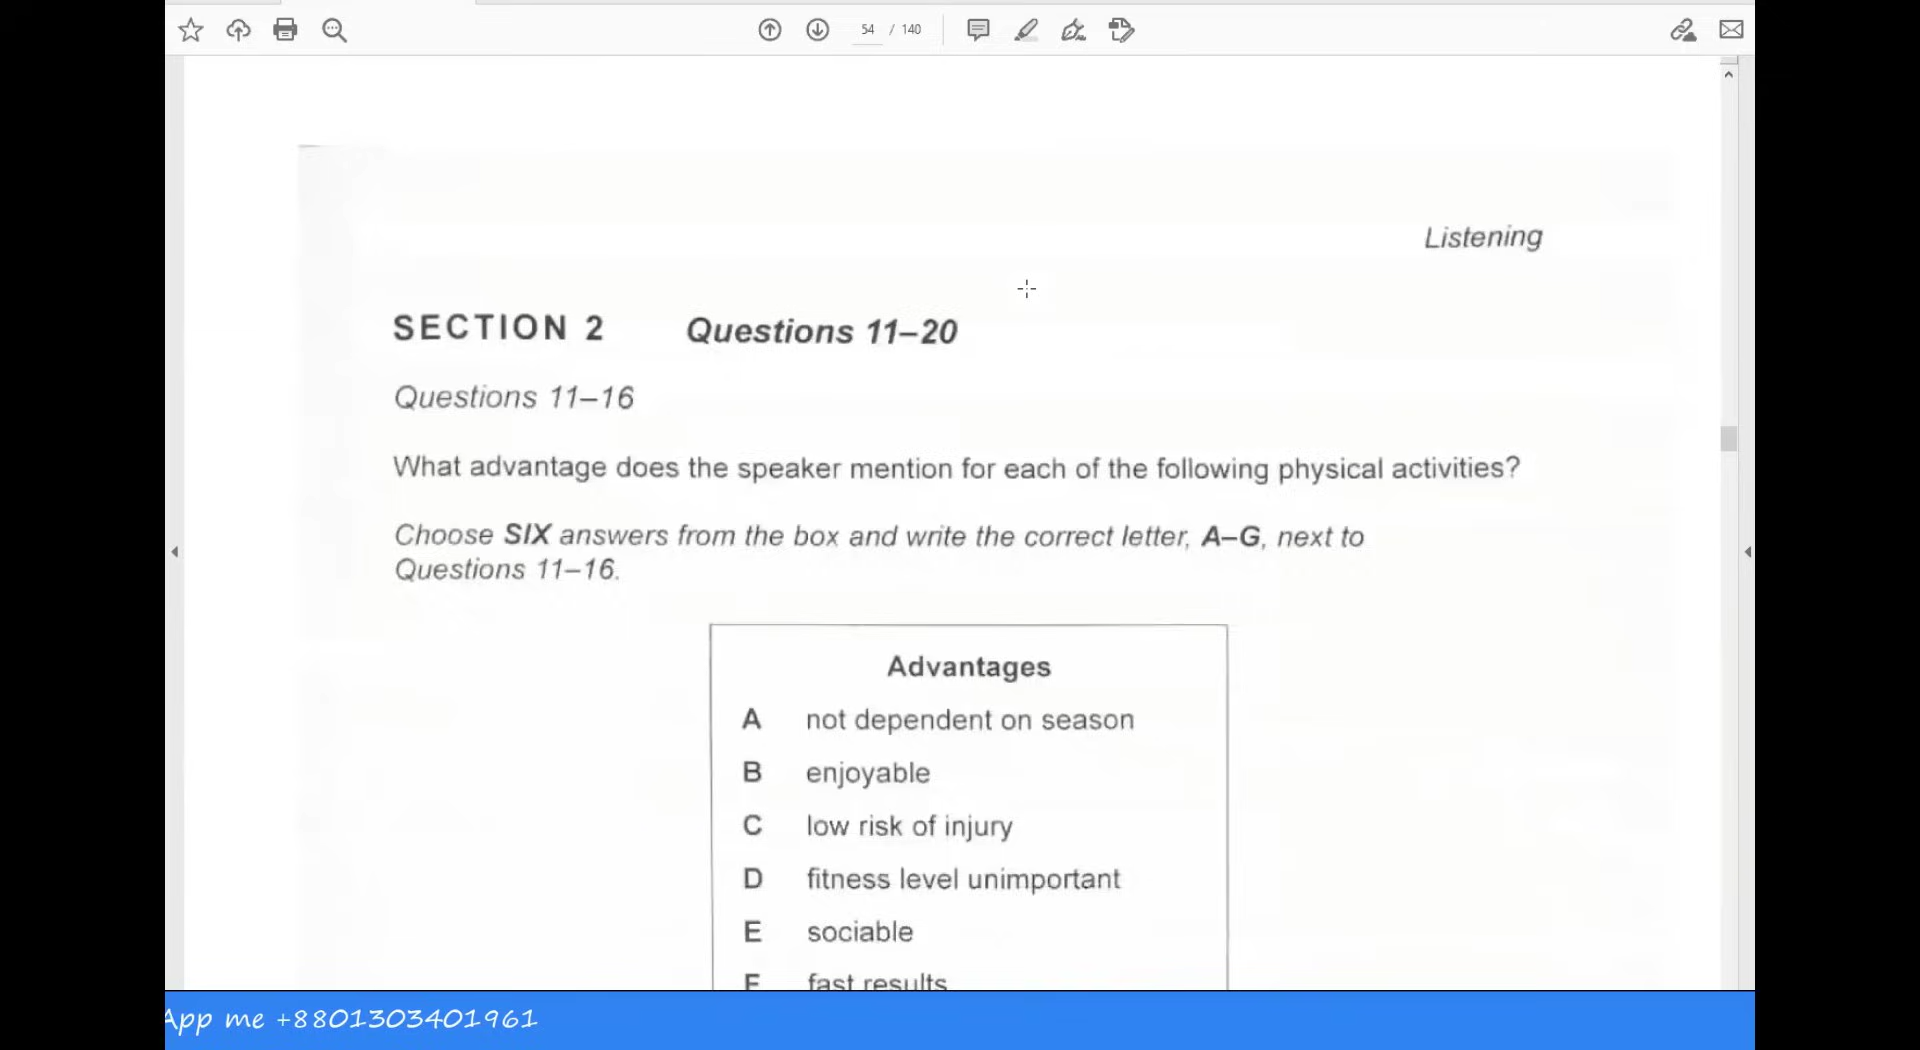 54 / 140
Listening
SECTION 2 Questions 11–20
Questions 11–16
What advantage does the speaker mention for each of the following physical activities?
Choose SIX answers from the box and write the correct letter, A–G, next to
Questions 11–16.
Advantages
A not dependent on season
B enjoyable
C low risk of injury
D fitness level unimportant
E sociable
F fast results
App me +8801303401961